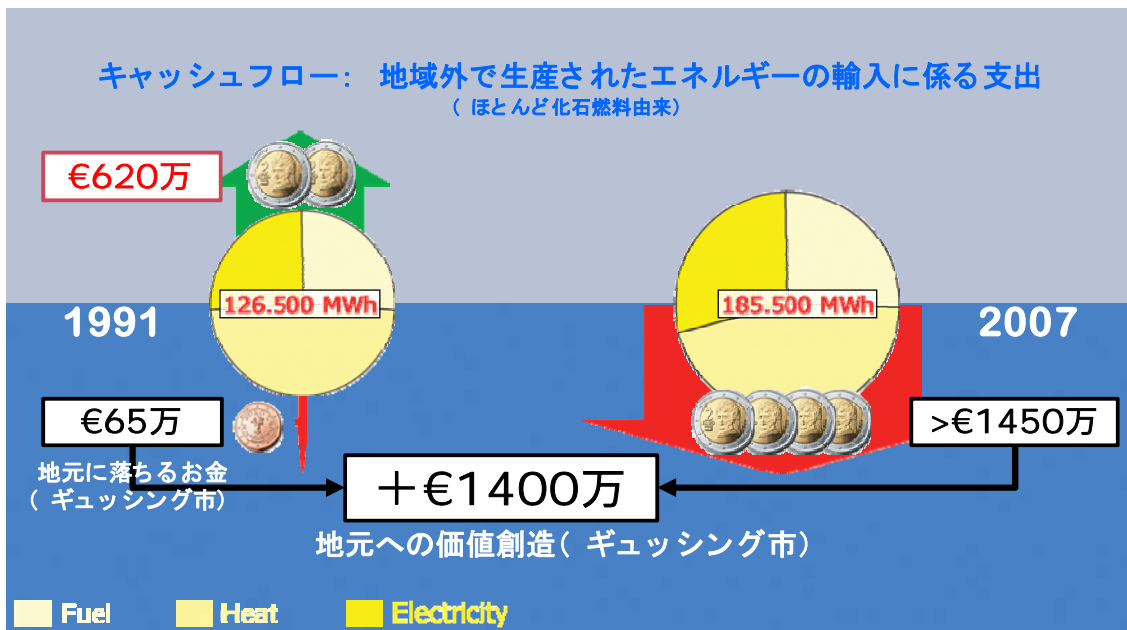 キャッシュフロー： 地域外で生産されたエネルギーの輸入に係る支出
（ ほとんど化石燃料由来）
€620万
126.500 MWh
185.500 MWh
1991
2007
€65万
>€1450万
地元に落ちるお金
（ ギュッシング市）
＋€1400万
地元への価値創造（ ギュッシング市）
Fuel
Heat
Electricity